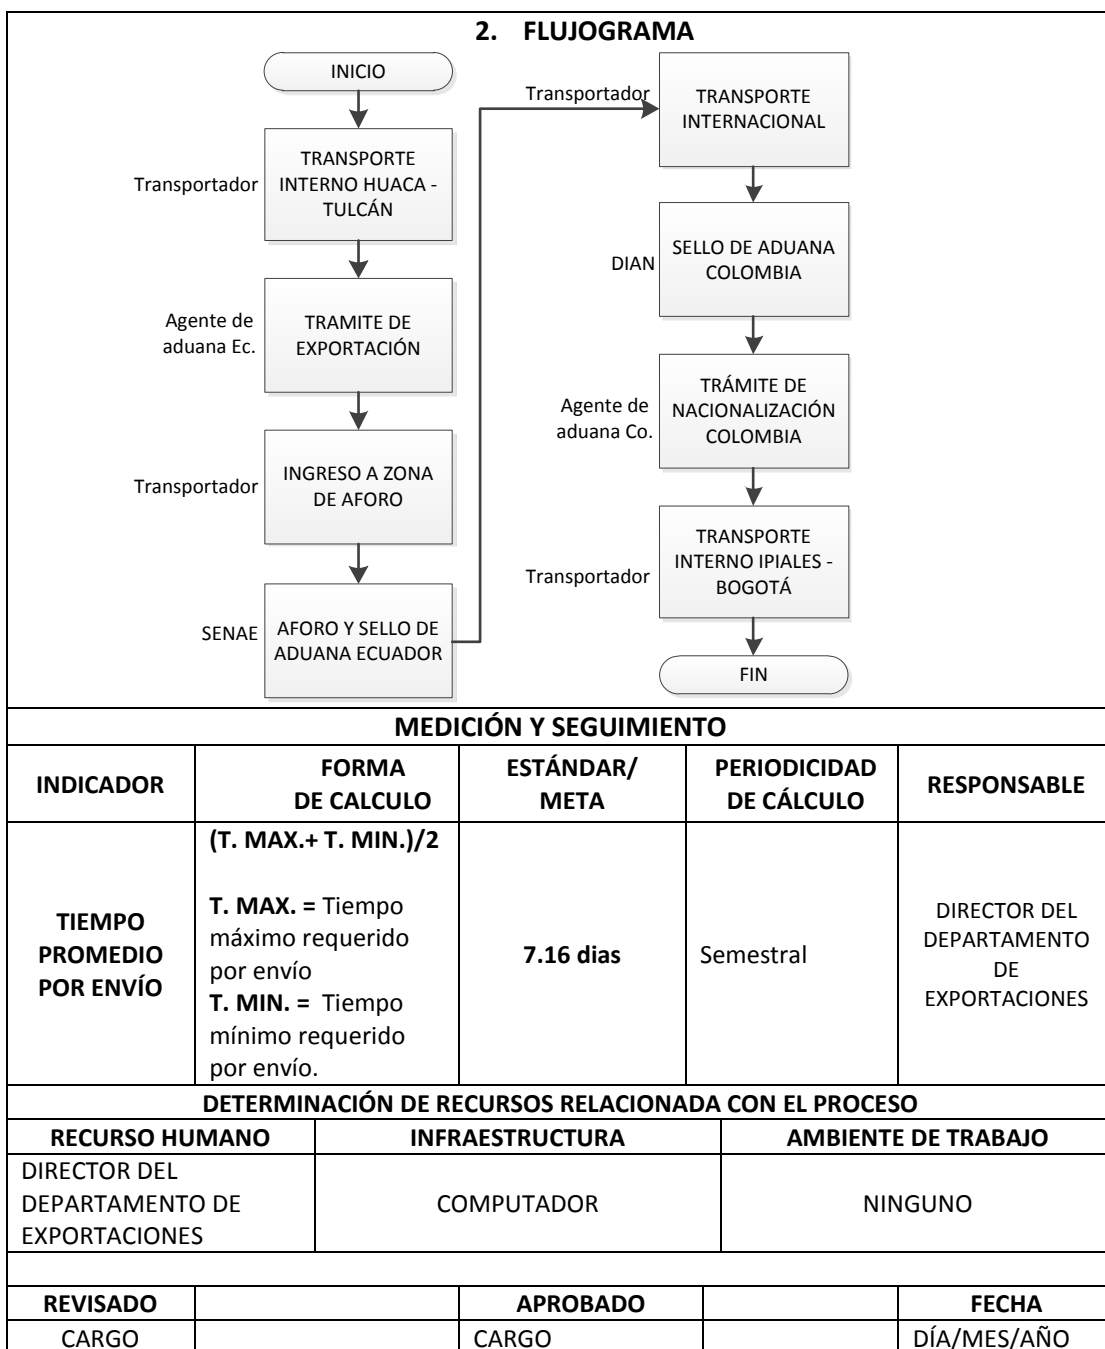 2. FLUJOGRAMA
INICIO
Transportador
TRANSPORTE
INTERNO HUACA -
TULCÁN
Agente de
aduana Ec.
TRAMITE DE
EXPORTACIÓN
Transportador
INGRESO A ZONA
DE AFORO
SENAE
AFORO Y SELLO DE
ADUANA ECUADOR
Transportador
TRANSPORTE
INTERNACIONAL
DIAN
SELLO DE ADUANA
COLOMBIA
Agente de
aduana Co.
TRÁMITE DE
NACIONALIZACIÓN
COLOMBIA
Transportador
TRANSPORTE
INTERNO IPIALES -
BOGOTÁ
FIN
MEDICIÓN Y SEGUIMIENTO
INDICADOR
FORMA
DE CALCULO
ESTÁNDAR/
META
PERIODICIDAD
DE CÁLCULO
RESPONSABLE
TIEMPO
PROMEDIO
POR ENVÍO
(T. MAX.+ T. MIN.)/2
T. MAX. = Tiempo
máximo requerido
por envío
T. MIN. = Tiempo
mínimo requerido
por envío.
7.16 dias
Semestral
DIRECTOR DEL
DEPARTAMENTO
DE
EXPORTACIONES
DETERMINACIÓN DE RECURSOS RELACIONADA CON EL PROCESO
RECURSO HUMANO
INFRAESTRUCTURA
AMBIENTE DE TRABAJO
DIRECTOR DEL
DEPARTAMENTO DE
EXPORTACIONES
COMPUTADOR
NINGUNO
REVISADO
APROBADO
FECHA
CARGO
CARGO
DÍA/MES/AÑO